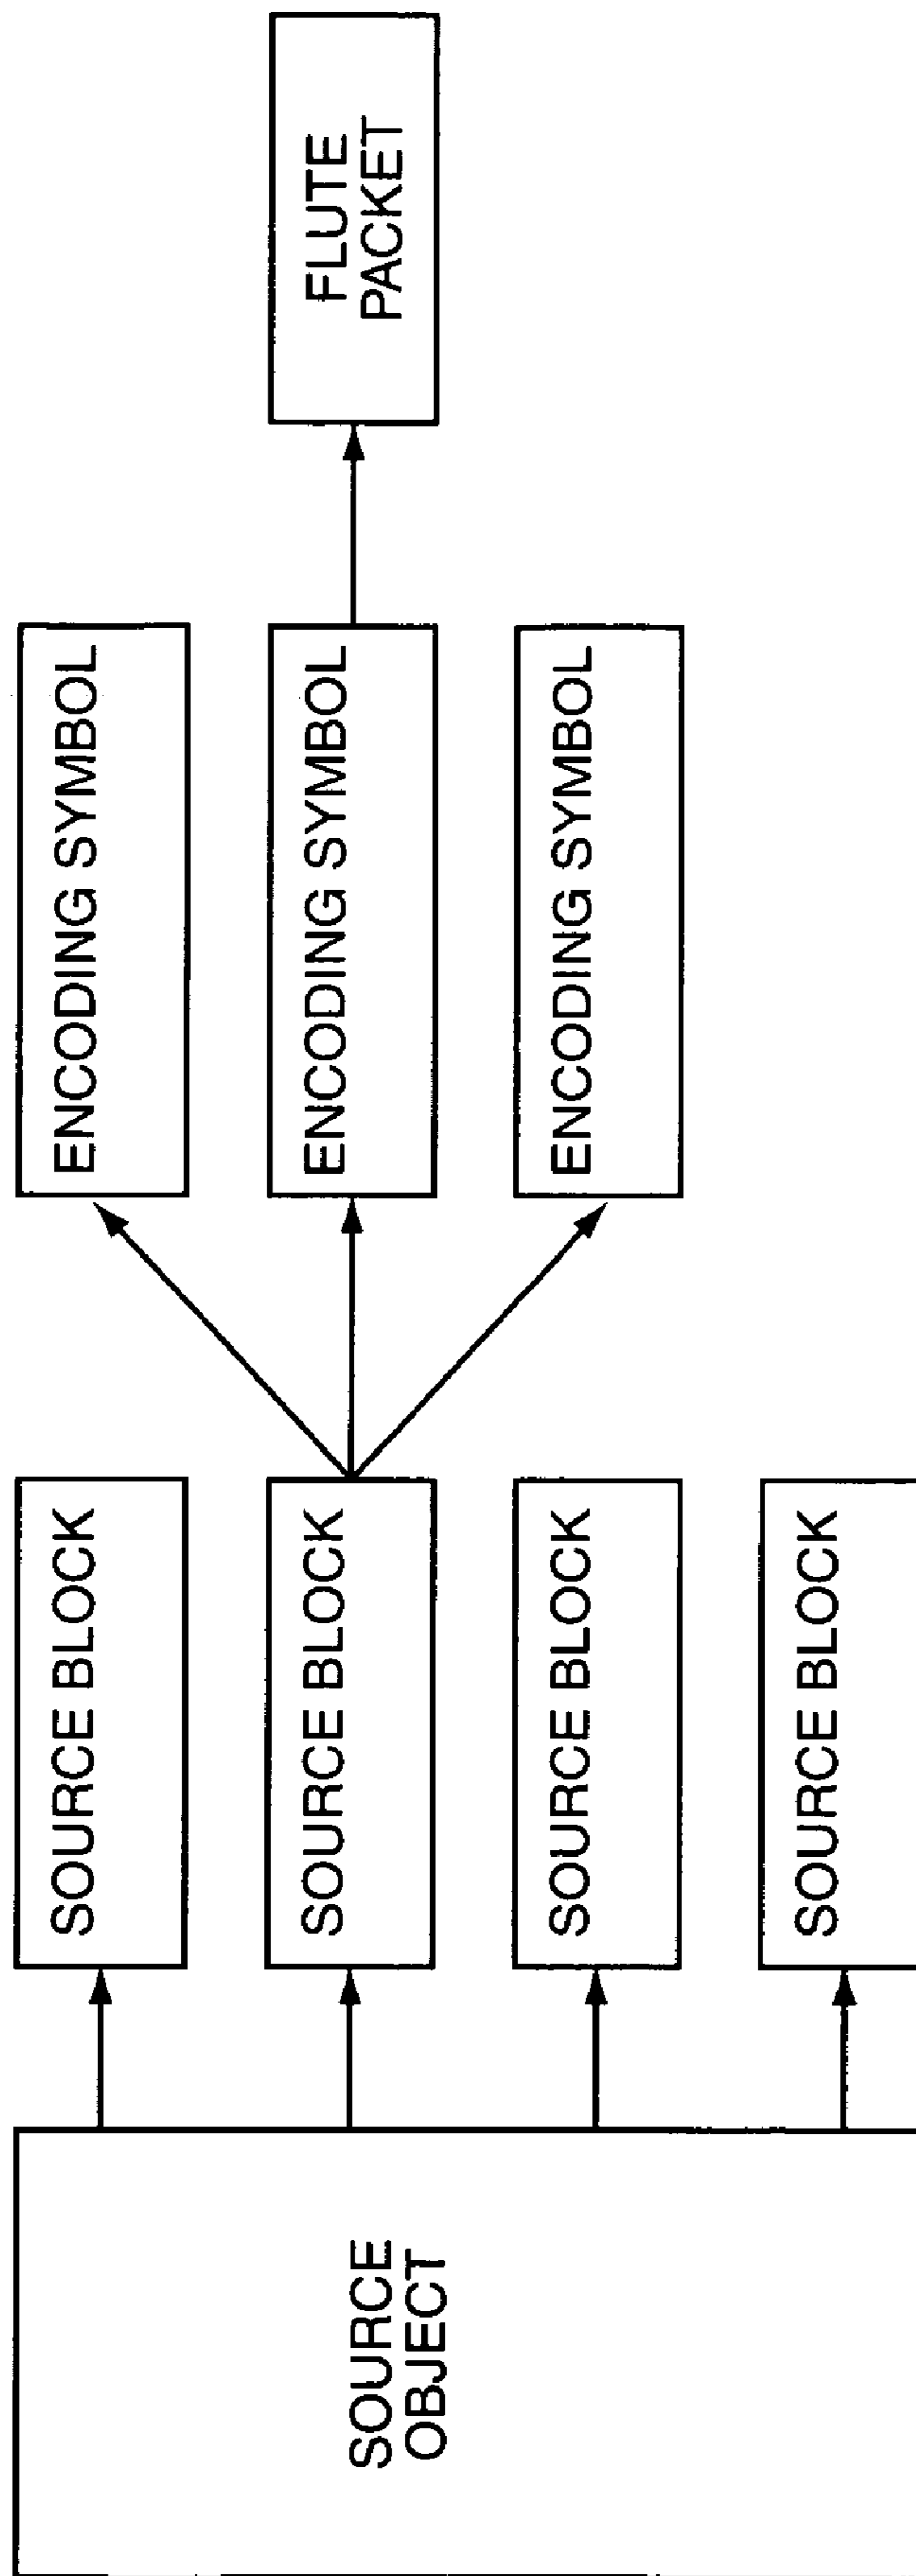 SOURCE
OBJECT
SOURCE BLOCK
SOURCE BLOCK
SOURCE BLOCK
SOURCE BLOCK
ENCODING SYMBOL
ENCODING SYMBOL
ENCODING SYMBOL
FLUTE
PACKET